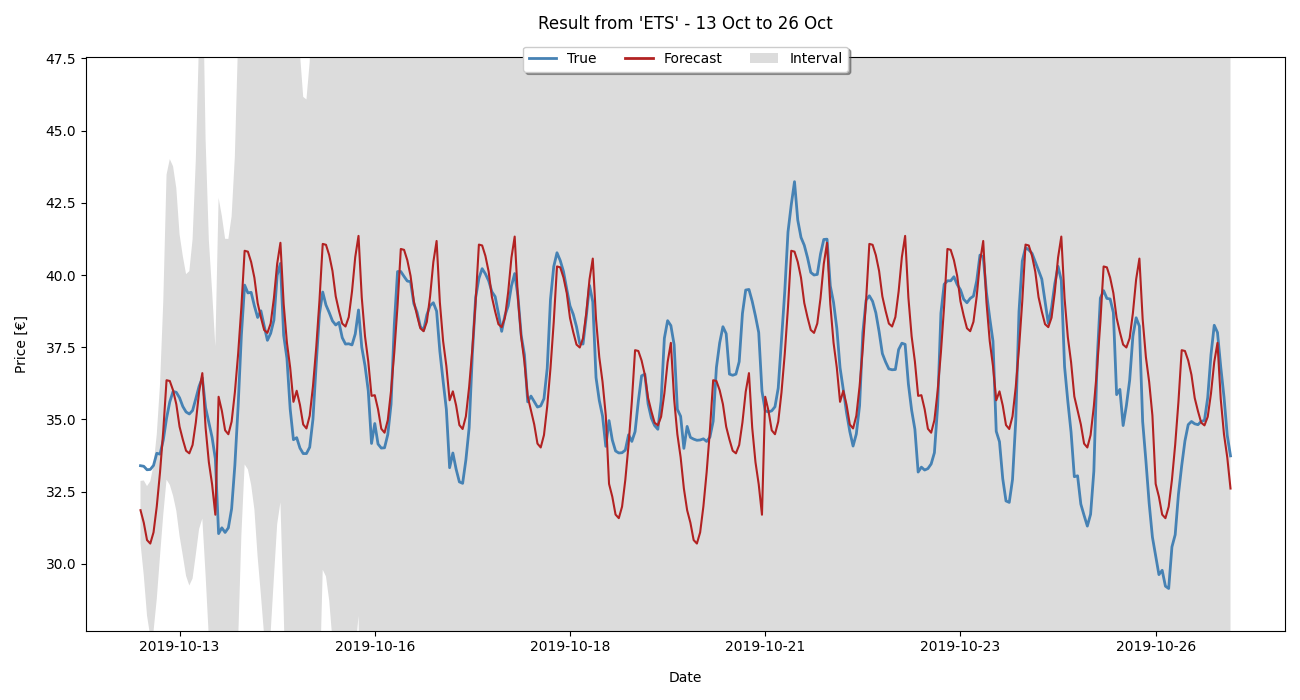 Result from 'ETS' - 13 Oct to 26 Oct
True
Forecast
Interval
47.5
45.0
42.5
40.0
37.5
35.0
32.5
30.0
Price [€]
2019-10-13
2019-10-16
2019-10-18
2019-10-21
2019-10-23
2019-10-26
Date